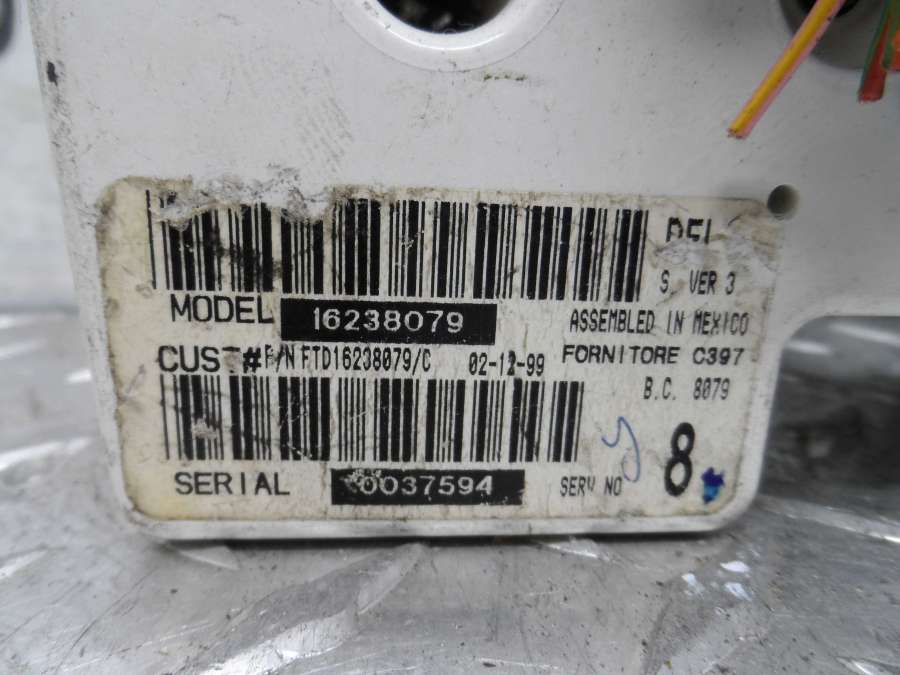 S. VER 3
MODEL 16238079 ASSEMBLED IN MEXICO
CUST# P/N FTD16238079/C 02-12-99 FORNITORE C397
B.C. 8079
SERIAL 0037594 SERV NO 8